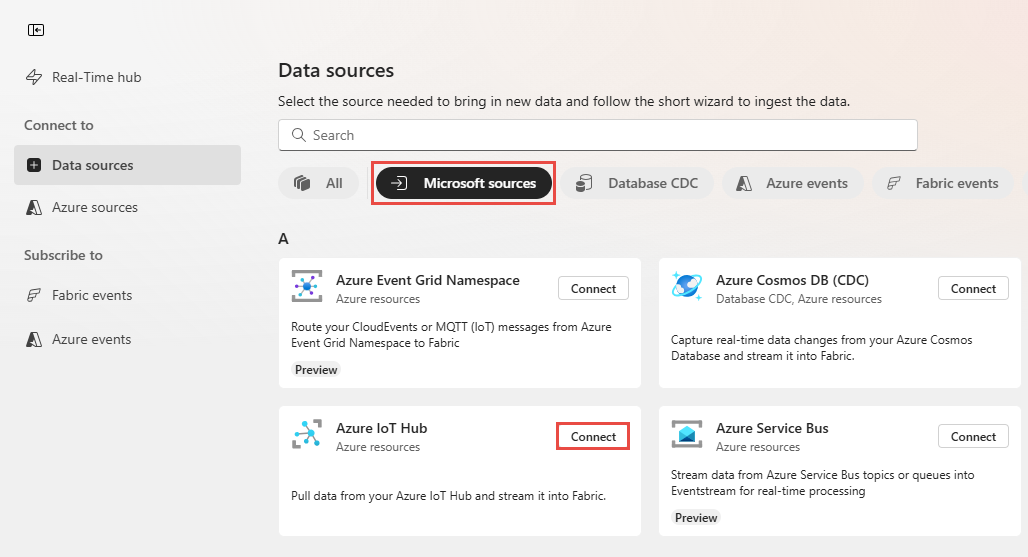 Real-Time hub
Connect to
Data sources
Azure sources
Subscribe to
Fabric events
Azure events
Data sources
Select the source needed to bring in new data and follow the short wizard to ingest the data.
Search
All
Microsoft sources
Database CDC
Azure events
Fabric events
A
Azure Event Grid Namespace
Azure resources
Connect
Route your CloudEvents or MQTT (IoT) messages from Azure
Event Grid Namespace to Fabric
Preview
Azure Cosmos DB (CDC)
Database CDC, Azure resources
Connect
Capture real-time data changes from your Azure Cosmos
Database and stream it into Fabric.
Azure IoT Hub
Azure resources
Connect
Pull data from your Azure IoT Hub and stream it into Fabric.
Azure Service Bus
Azure resources
Connect
Stream data from Azure Service Bus topics or queues into
Eventstream for real-time processing
Preview